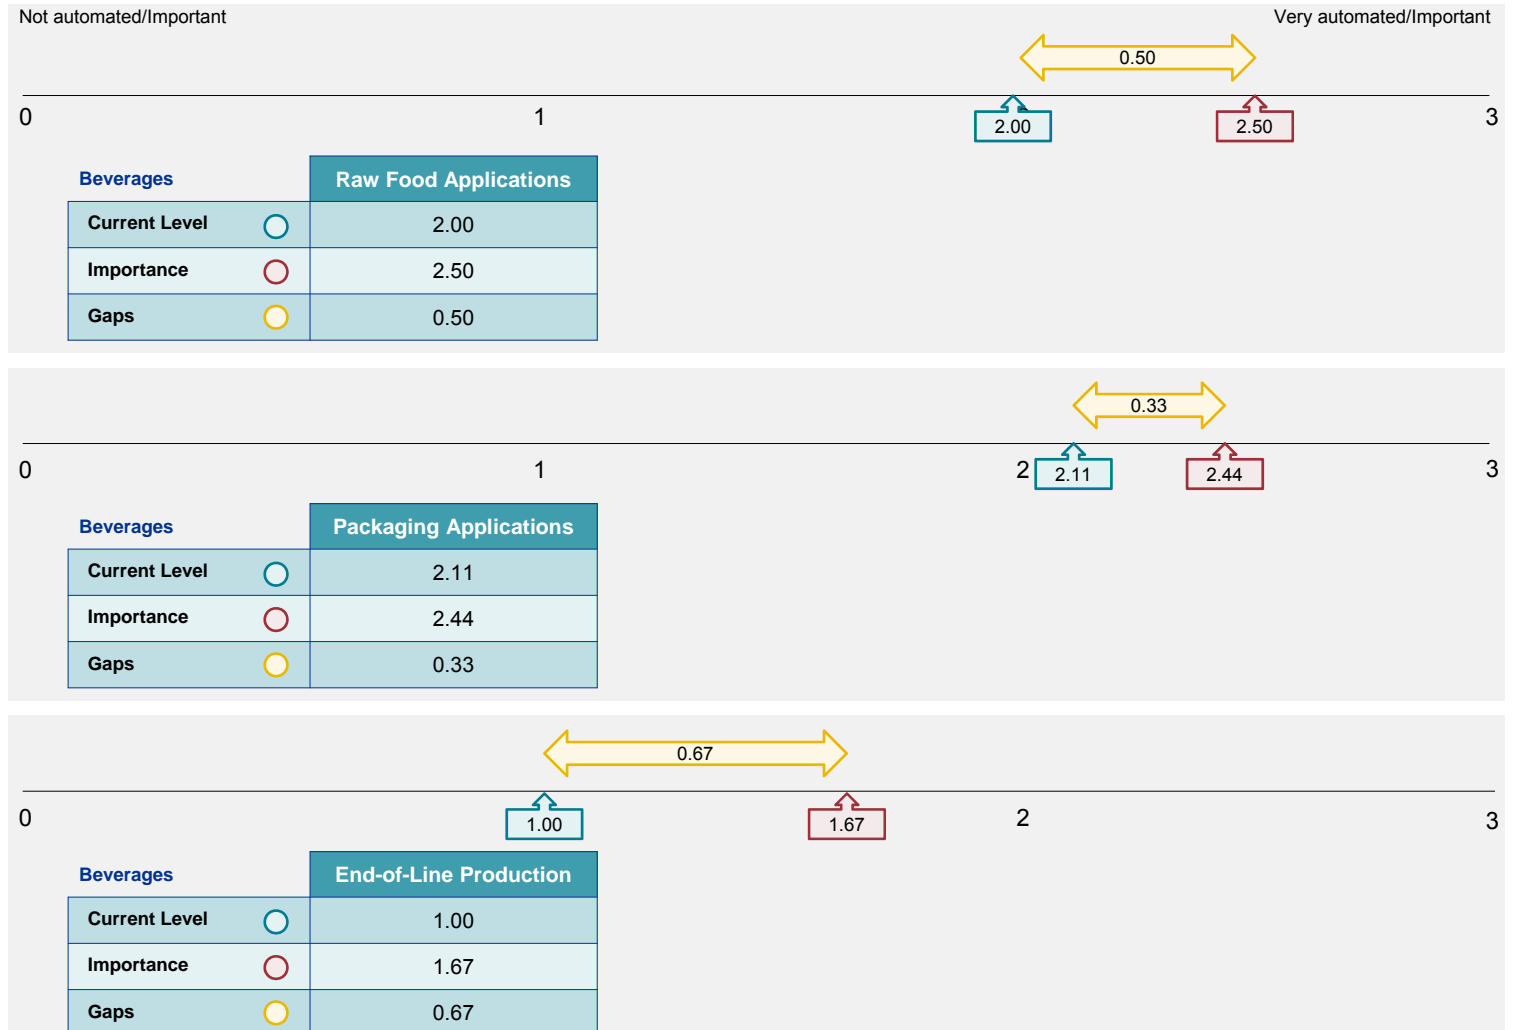 Not automated/Important Very automated/Important
0.50
0 1 3
2.00 2.50
Beverages Raw Food Applications
Current Level 2.00
Importance 2.50
Gaps 0.50
0.33
0 1 2 3
2.11 2.44
Beverages Packaging Applications
Current Level 2.11
Importance 2.44
Gaps 0.33
0.67
0 2 3
1.00 1.67
Beverages End-of-Line Production
Current Level 1.00
Importance 1.67
Gaps 0.67